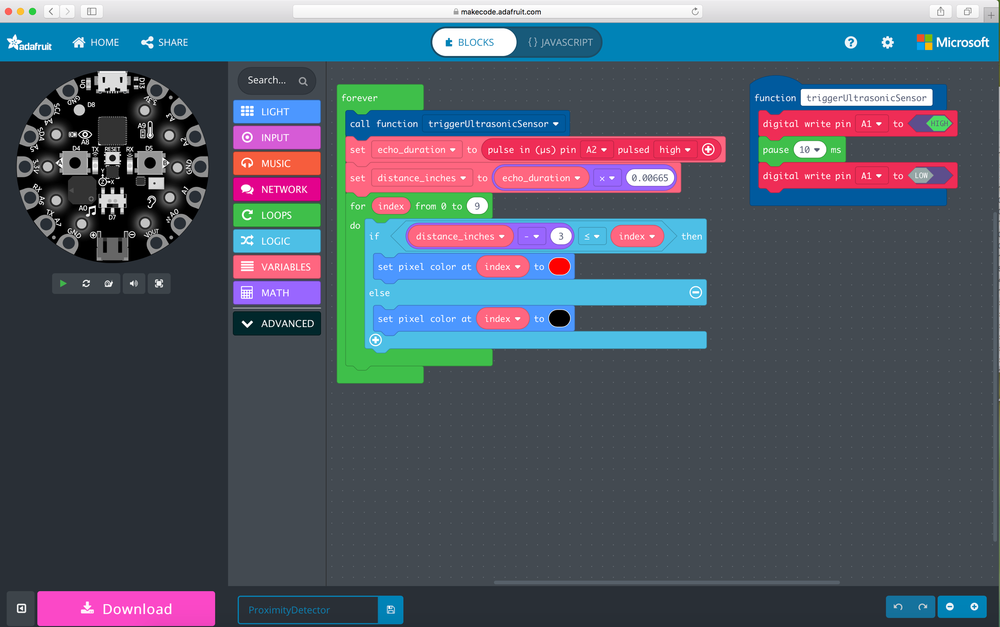 makecode.adafruit.com
adafruit
HOME
SHARE
BLOCKS
{} JAVASCRIPT
Microsoft
On
D13
GND
3.3V
D8
SCL
A4
A3
SDA
A5
A9
A8
A2
D4
TX
RESET
RX
D5
A
B
3.3V
GND
Y
Z
X
RX
A6
A1
A0
D7
TX
A7
A0
GND
VOUT
Search...
LIGHT
INPUT
MUSIC
NETWORK
LOOPS
LOGIC
VARIABLES
MATH
ADVANCED
forever
call function triggerUltrasonicSensor
set echo_duration to pulse in (µs) pin A2 pulsed high
set distance_inches to echo_duration × 0.00665
for index from 0 to 9
do
if distance_inches - 3 ≤ index then
set pixel color at index to
else
set pixel color at index to
function triggerUltrasonicSensor
digital write pin A1 to HIGH
pause 10 ms
digital write pin A1 to LOW
Download
ProximityDetector